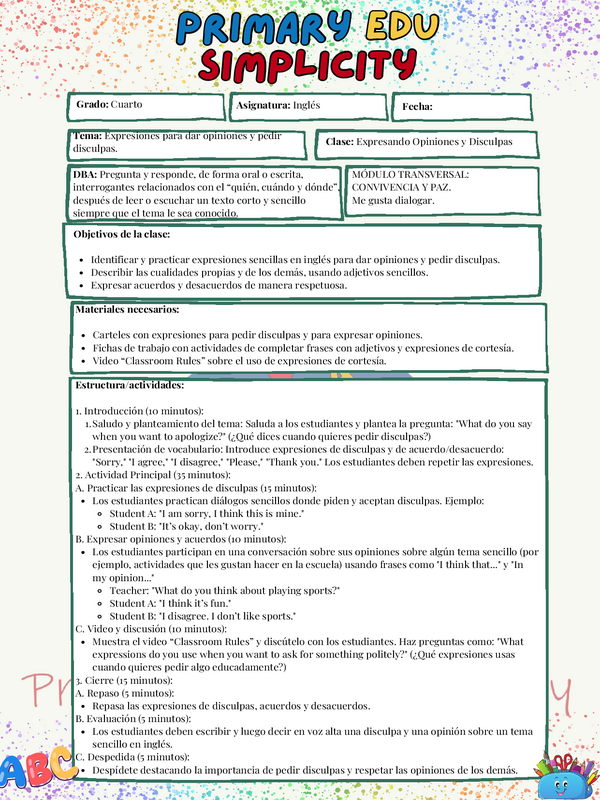 PRIMARY EDU
SIMPLICITY
Grado: Cuarto
Asignatura: Inglés
Fecha:
Tema: Expresiones para dar opiniones y pedir
disculpas.
Clase: Expresando Opiniones y Disculpas
DBA: Pregunta y responde, de forma oral o escrita,
interrogantes relacionados con el “quién, cuándo y dónde”,
después de leer o escuchar un texto corto y sencillo
siempre que el tema le sea conocido.
MÓDULO TRANSVERSAL:
CONVIVENCIA Y PAZ.
Me gusta dialogar.
Objetivos de la clase:
• Identificar y practicar expresiones sencillas en inglés para dar opiniones y pedir disculpas.
• Describir las cualidades propias y de los demás, usando adjetivos sencillos.
• Expresar acuerdos y desacuerdos de manera respetuosa.
Materiales necesarios:
• Carteles con expresiones para pedir disculpas y para expresar opiniones.
• Fichas de trabajo con actividades de completar frases con adjetivos y expresiones de cortesía.
• Video “Classroom Rules” sobre el uso de expresiones de cortesía.
Estructura/actividades:
1. Introducción (10 minutos):
1. Saludo y planteamiento del tema: Saluda a los estudiantes y plantea la pregunta: "What do you say
when you want to apologize?" (¿Qué dices cuando quieres pedir disculpas?)
2. Presentación de vocabulario: Introduce expresiones de disculpas y de acuerdo/desacuerdo:
"Sorry," "I agree," "I disagree," "Please," "Thank you." Los estudiantes deben repetir las expresiones.
2. Actividad Principal (35 minutos):
A. Practicar las expresiones de disculpas (15 minutos):
• Los estudiantes practican diálogos sencillos donde piden y aceptan disculpas. Ejemplo:
◦ Student A: "I am sorry, I think this is mine."
◦ Student B: "It’s okay, don’t worry."
B. Expresar opiniones y acuerdos (10 minutos):
• Los estudiantes participan en una conversación sobre sus opiniones sobre algún tema sencillo (por
ejemplo, actividades que les gustan hacer en la escuela) usando frases como "I think that..." y "In
my opinion..."
◦ Teacher: "What do you think about playing sports?"
◦ Student A: "I think it’s fun."
◦ Student B: "I disagree. I don’t like sports."
C. Video y discusión (10 minutos):
• Muestra el video “Classroom Rules” y discútelo con los estudiantes. Haz preguntas como: "What
expressions do you use when you want to ask for something politely?" (¿Qué expresiones usas
cuando quieres pedir algo educadamente?)
3. Cierre (15 minutos):
A. Repaso (5 minutos):
• Repasa las expresiones de disculpas, acuerdos y desacuerdos.
B. Evaluación (5 minutos):
• Los estudiantes deben escribir y luego decir en voz alta una disculpa y una opinión sobre un tema
sencillo en inglés.
C. Despedida (5 minutos):
• Despídete destacando la importancia de pedir disculpas y respetar las opiniones de los demás.
ABC